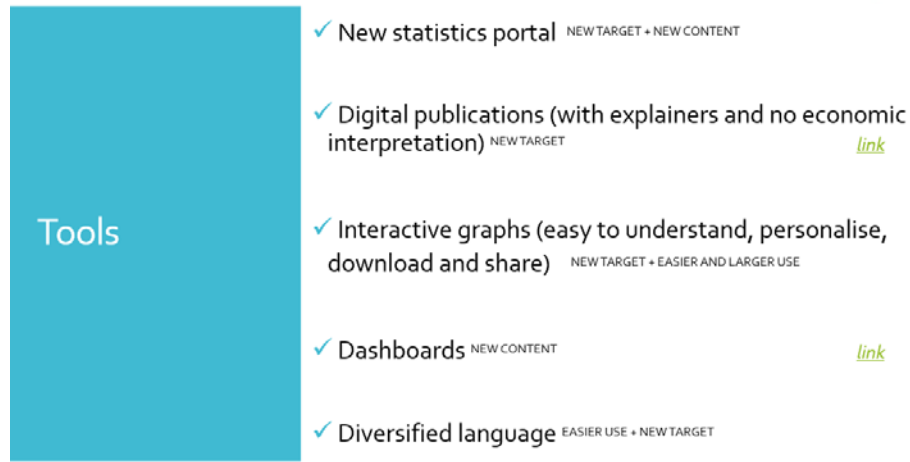 Tools
✓ New statistics portal NEW TARGET + NEW CONTENT
✓ Digital publications (with explainers and no economic
interpretation) NEW TARGET link
✓ Interactive graphs (easy to understand, personalise,
download and share) NEW TARGET + EASIER AND LARGER USE
✓ Dashboards NEW CONTENT link
✓ Diversified language EASIER USE + NEW TARGET